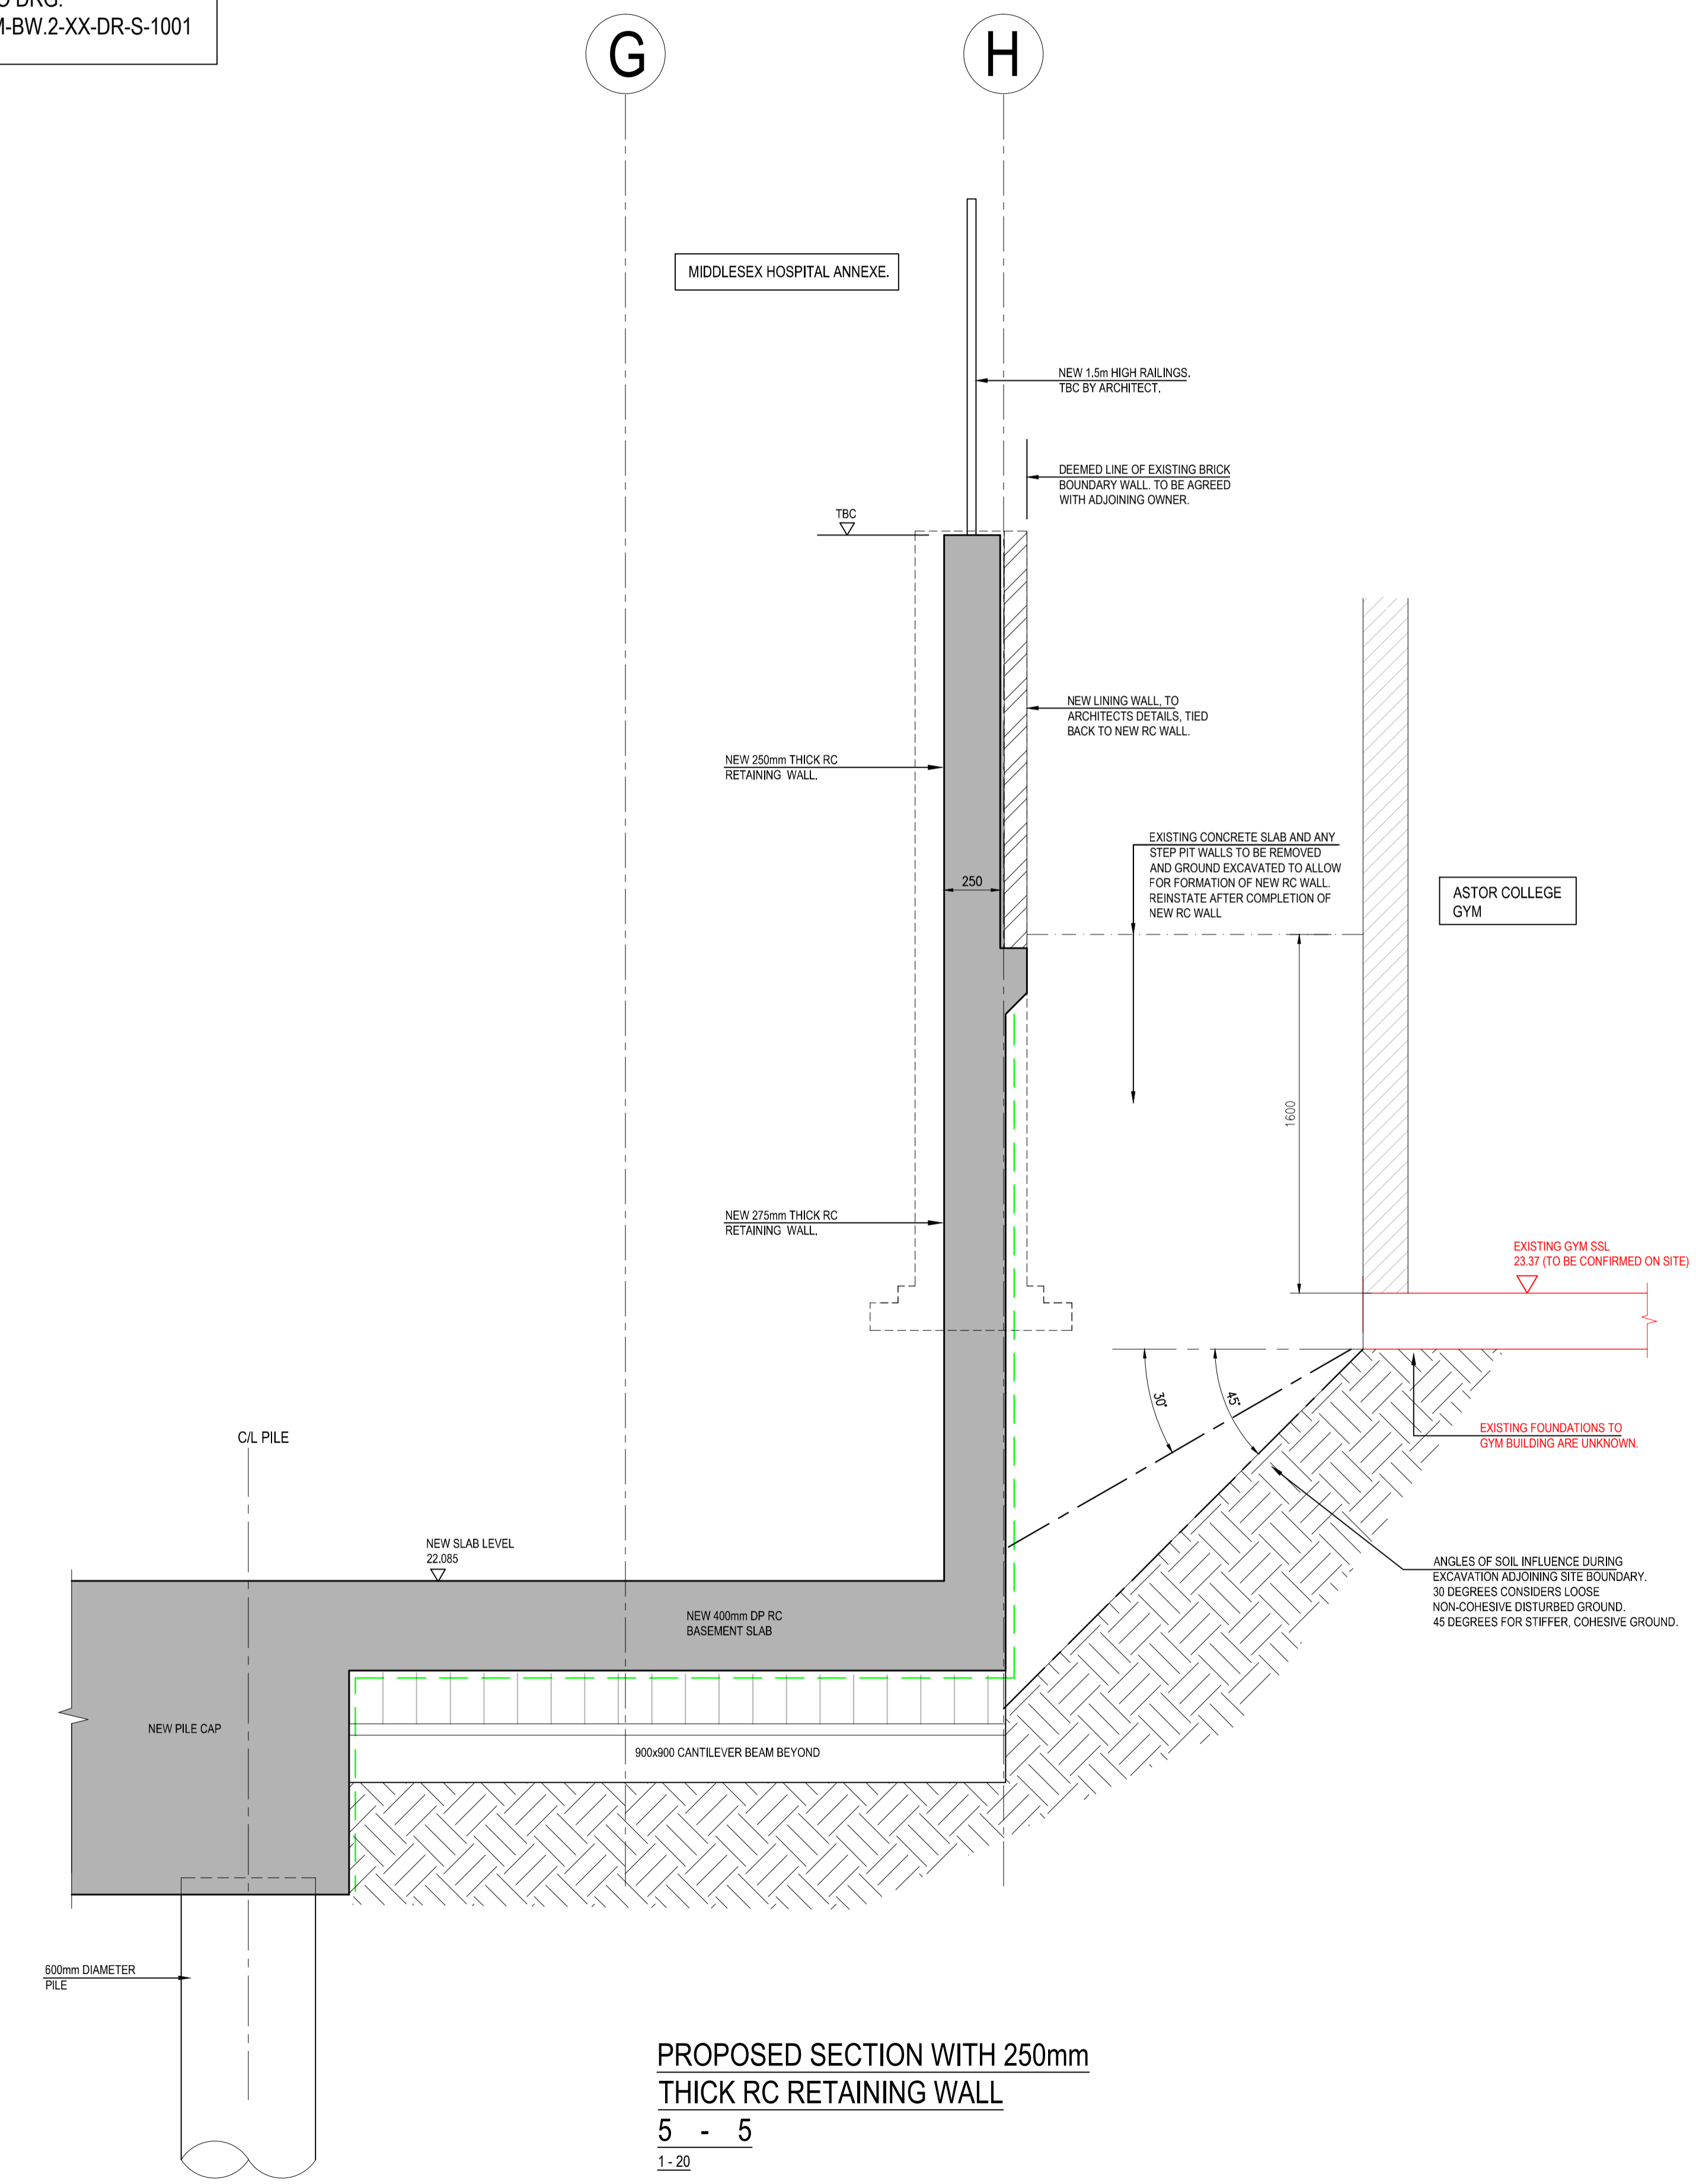 M-BW.2-XX-DR-S-1001
G
H
MIDDLESEX HOSPITAL ANNEXE.
NEW 1.5m HIGH RAILINGS.
TBC BY ARCHITECT.
DEEMED LINE OF EXISTING BRICK
BOUNDARY WALL. TO BE AGREED
WITH ADJOINING OWNER.
TBC
NEW LINING WALL, TO
ARCHITECTS DETAILS, TIED
BACK TO NEW RC WALL.
NEW 250mm THICK RC
RETAINING WALL.
EXISTING CONCRETE SLAB AND ANY
STEP PIT WALLS TO BE REMOVED
AND GROUND EXCAVATED TO ALLOW
FOR FORMATION OF NEW RC WALL.
REINSTATE AFTER COMPLETION OF
NEW RC WALL
250
ASTOR COLLEGE
GYM
1600
NEW 275mm THICK RC
RETAINING WALL.
EXISTING GYM SSL
23.37 (TO BE CONFIRMED ON SITE)
30°
45°
EXISTING FOUNDATIONS TO
GYM BUILDING ARE UNKNOWN.
C/L PILE
NEW SLAB LEVEL
22.085
ANGLES OF SOIL INFLUENCE DURING
EXCAVATION ADJOINING SITE BOUNDARY.
30 DEGREES CONSIDERS LOOSE
NON-COHESIVE DISTURBED GROUND.
45 DEGREES FOR STIFFER, COHESIVE GROUND.
NEW 400mm DP RC
BASEMENT SLAB
NEW PILE CAP
900x900 CANTILEVER BEAM BEYOND
600mm DIAMETER
PILE
PROPOSED SECTION WITH 250mm
THICK RC RETAINING WALL
5 - 5
1 - 20